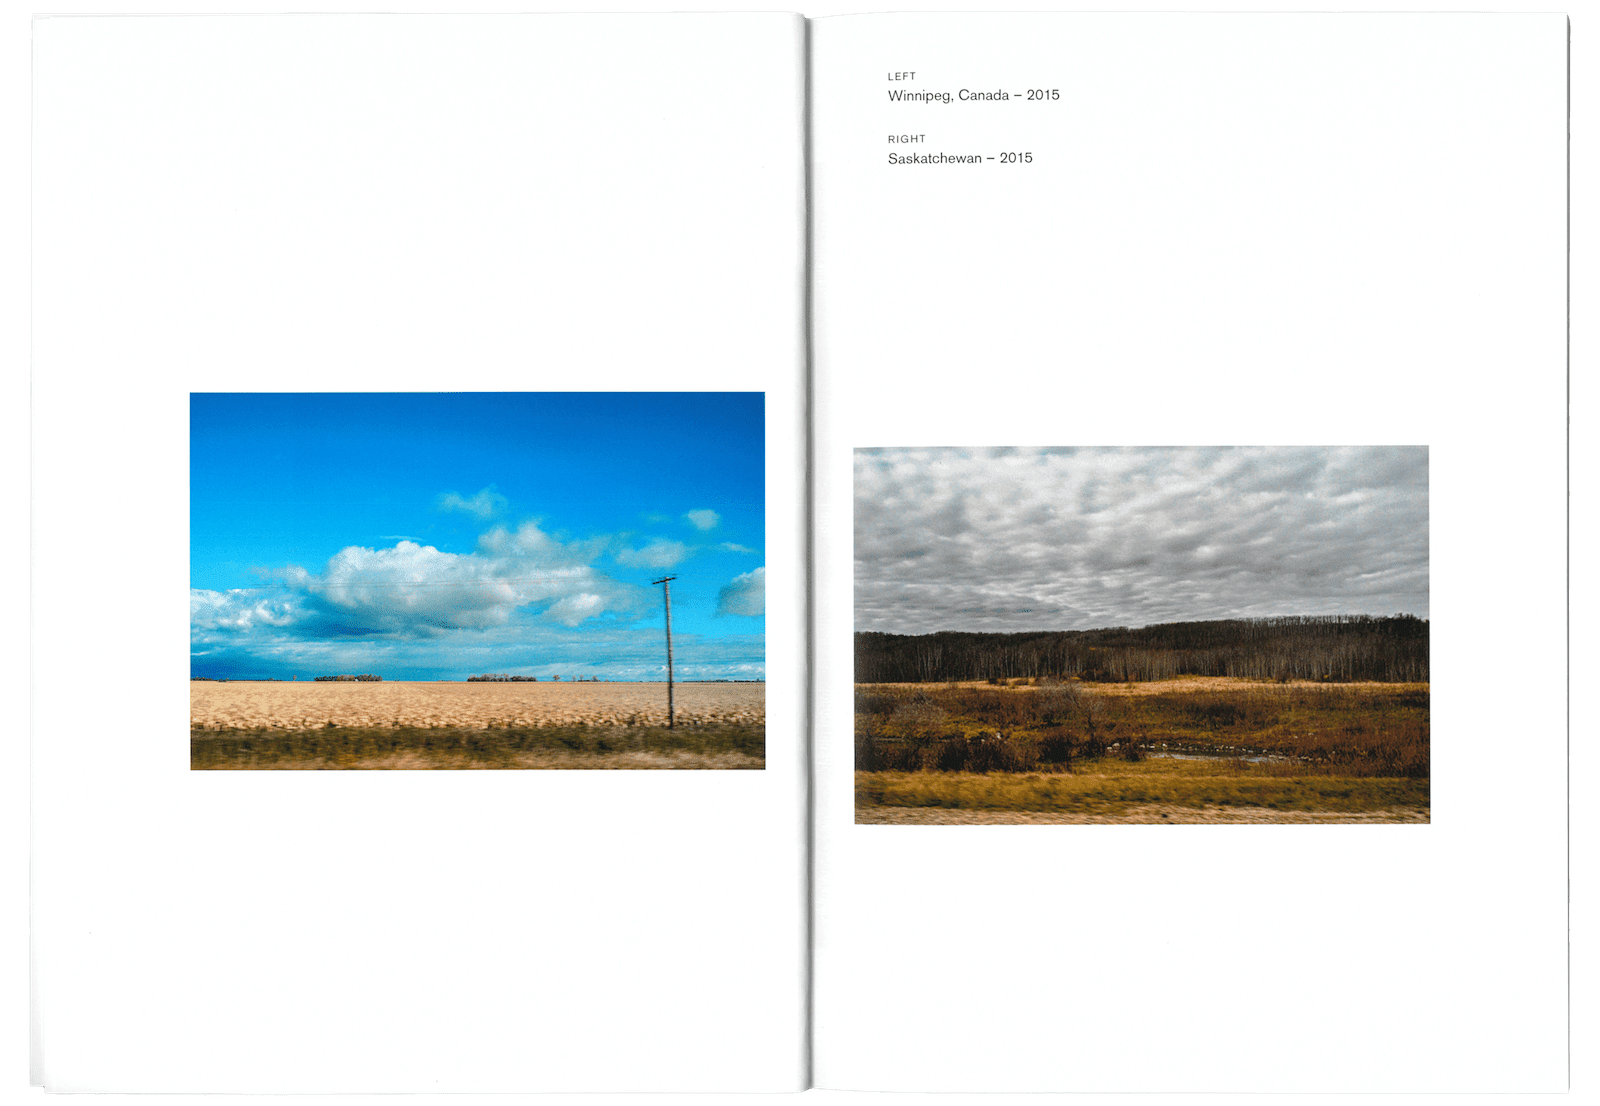 LEFT
Winnipeg, Canada – 2015
RIGHT
Saskatchewan – 2015